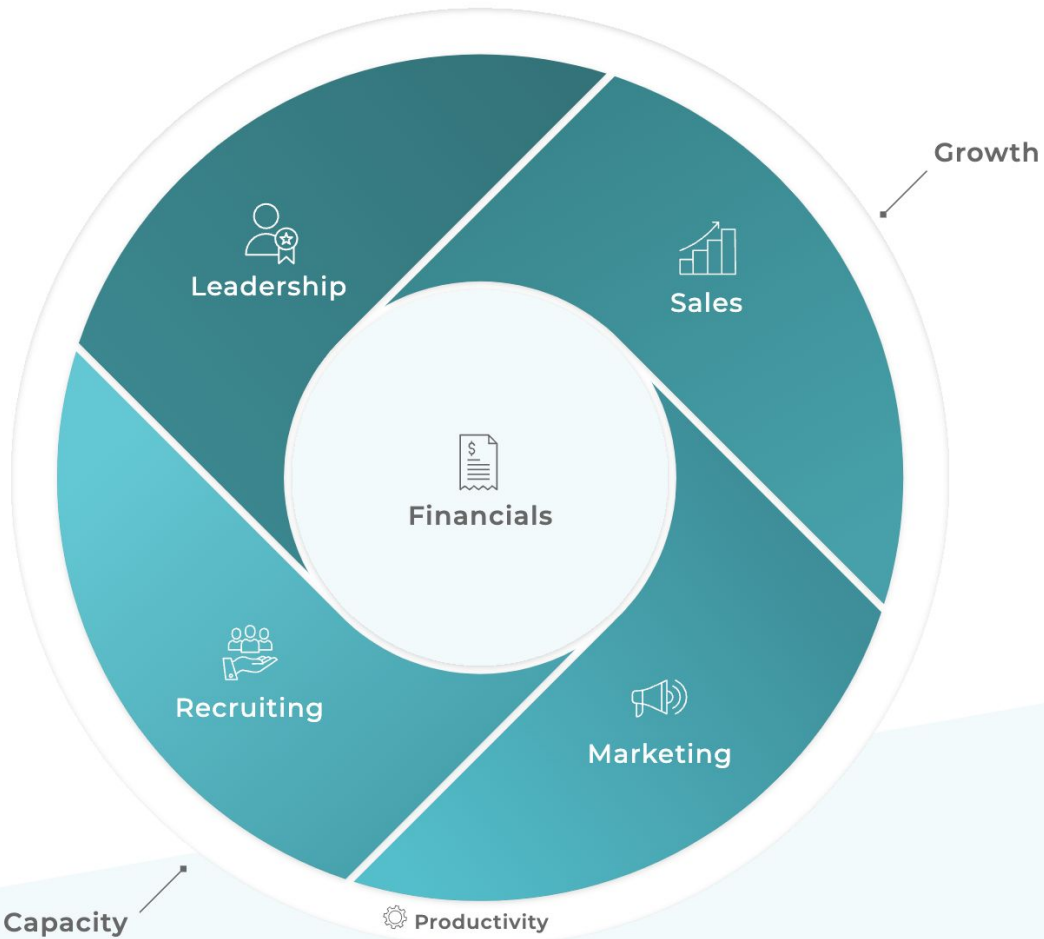 Growth
Leadership
Sales
$
Financials
Recruiting
Marketing
Capacity
Productivity